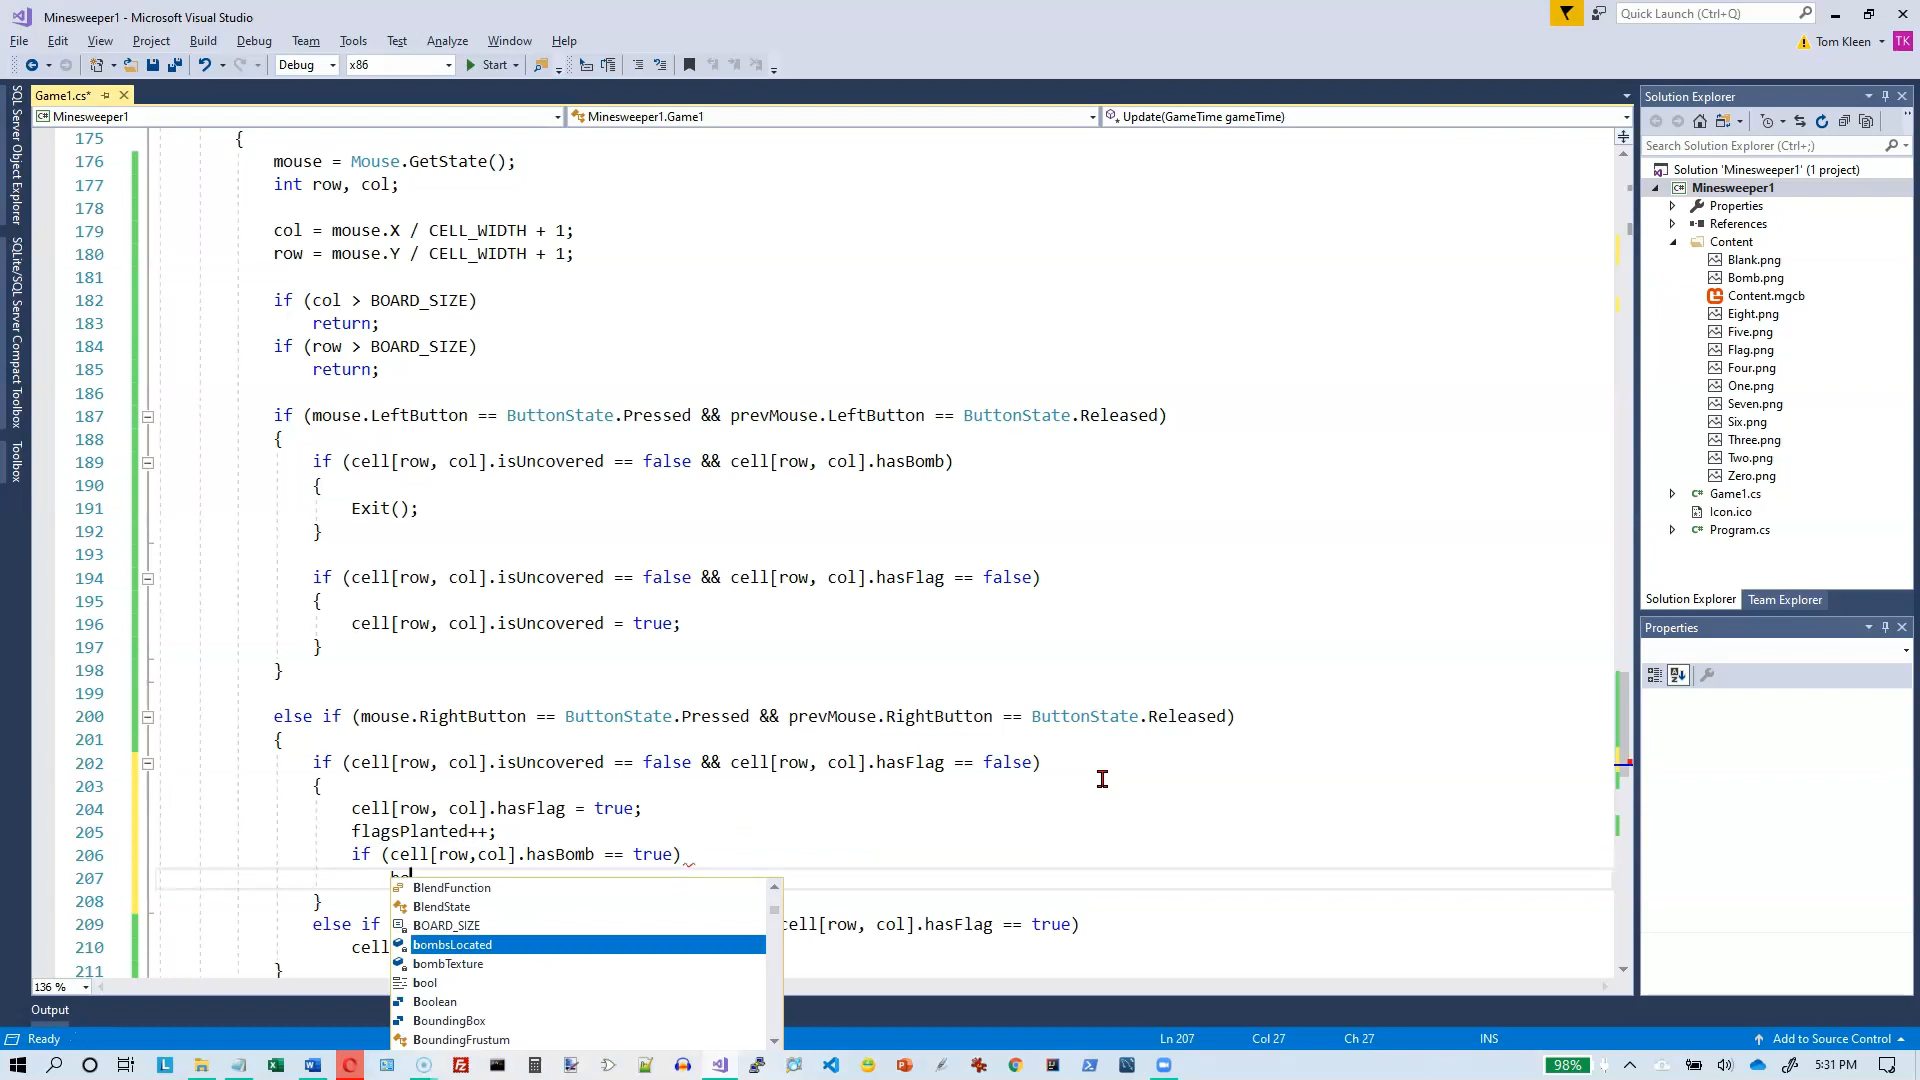 Minesweeper1 - Microsoft Visual Studio
Quick Launch (Ctrl+Q)
File Edit View Project Build Debug Team Tools Test Analyze Window Help
Tom Kleen TK
Debug x86 Start
SQL Server Object Explorer
SQLite/SQL Server Compact Toolbox
Toolbox
Game1.cs*
Minesweeper1 Minesweeper1.Game1 Update(GameTime gameTime)
175 {
176 mouse = Mouse.GetState();
177 int row, col;
178
179 col = mouse.X / CELL_WIDTH + 1;
180 row = mouse.Y / CELL_WIDTH + 1;
181
182 if (col > BOARD_SIZE)
183 return;
184 if (row > BOARD_SIZE)
185 return;
186
187 if (mouse.LeftButton == ButtonState.Pressed && prevMouse.LeftButton == ButtonState.Released)
188 {
189 if (cell[row, col].isUncovered == false && cell[row, col].hasBomb)
190 {
191 Exit();
192 }
193
194 if (cell[row, col].isUncovered == false && cell[row, col].hasFlag == false)
195 {
196 cell[row, col].isUncovered = true;
197 }
198 }
199
200 else if (mouse.RightButton == ButtonState.Pressed && prevMouse.RightButton == ButtonState.Released)
201 {
202 if (cell[row, col].isUncovered == false && cell[row, col].hasFlag == false)
203 {
204 cell[row, col].hasFlag = true;
205 flagsPlanted++;
206 if (cell[row,col].hasBomb == true)
207
208 }
209 else if cell[row, col].hasFlag == true)
210 cell
211 }
BlendFunction
BlendState
BOARD_SIZE
bombsLocated
bombTexture
bool
Boolean
BoundingBox
BoundingFrustum
136 %
Output
Ready
Ln 207 Col 27 Ch 27 INS
Add to Source Control
Solution Explorer
Search Solution Explorer (Ctrl+;)
Solution 'Minesweeper1' (1 project)
Minesweeper1
Properties
References
Content
Blank.png
Bomb.png
Content.mgcb
Eight.png
Five.png
Flag.png
Four.png
One.png
Seven.png
Six.png
Three.png
Two.png
Zero.png
Game1.cs
Icon.ico
Program.cs
Solution Explorer Team Explorer
Properties
98%
5:31 PM